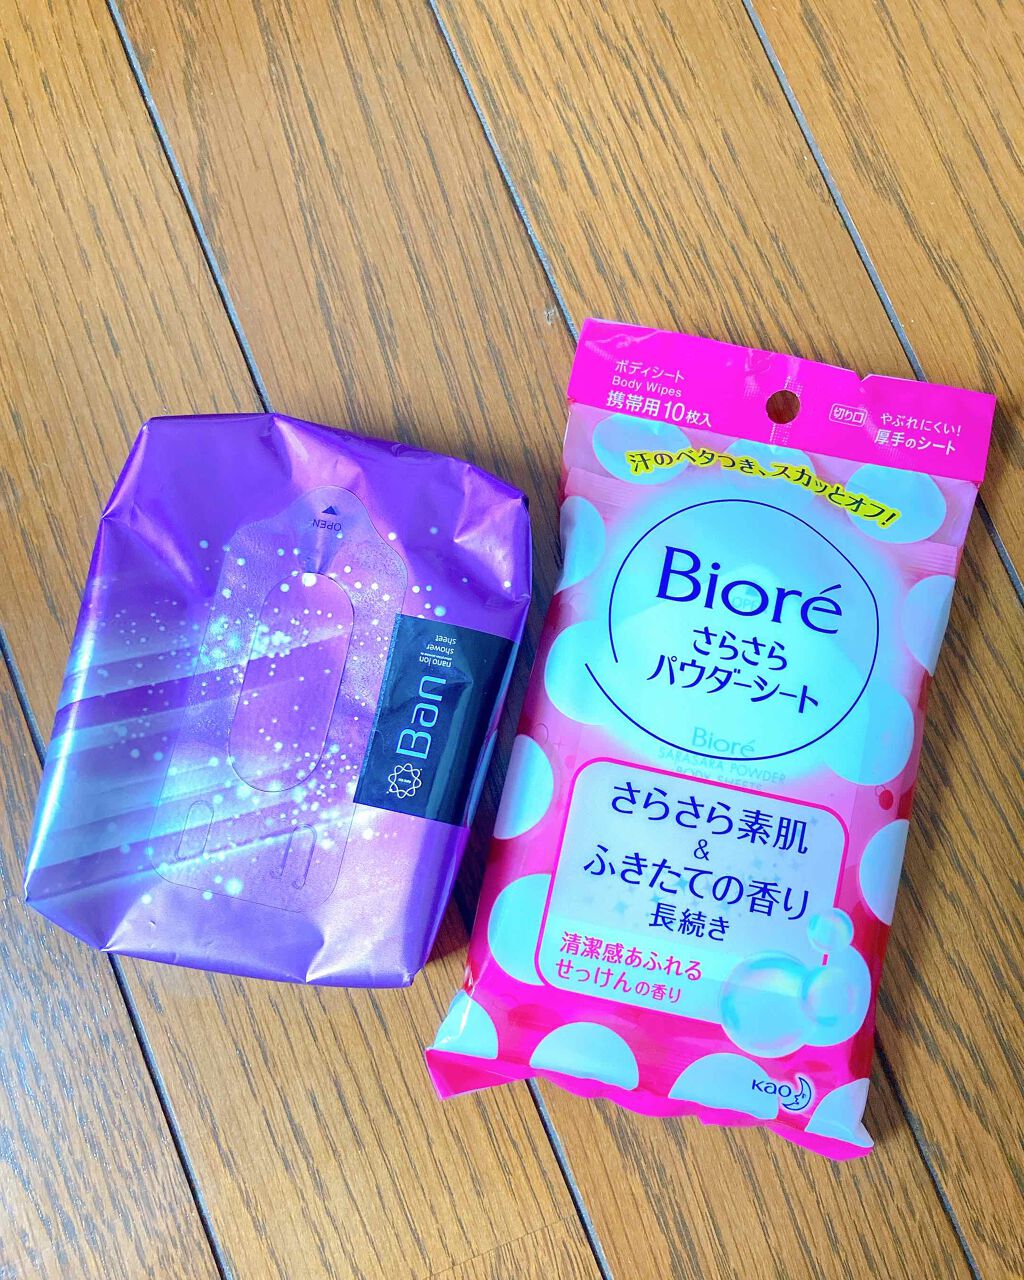 OPEN
nano Ion
shower
sheet
Ban
ボディシート
Body Wipes
携帯用10枚入
切り口
やぶれにくい!
厚手のシート
汗のベタつき、スカッとオフ!
Bioré
さらさら
パウダーシート
Bioré
SARASARA POWDER
BODY SHEETS
さらさら素肌
&
ふきたての香り
長続き
清潔感あふれる
せっけんの香り
Kao